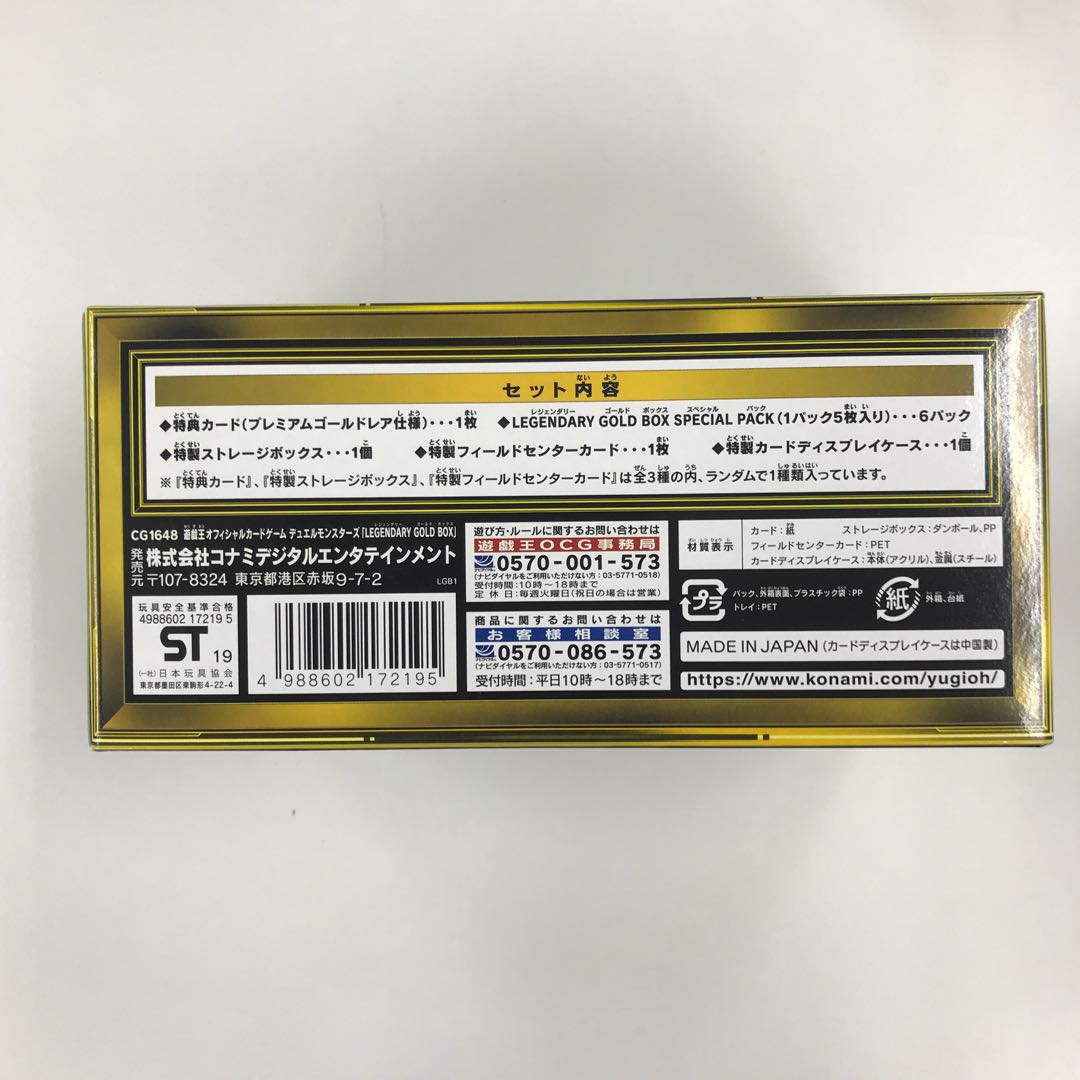 セット内容
◆特典カード(プレミアムゴールドレア仕様)・・・1枚 ◆LEGENDARY GOLD BOX SPECIAL PACK(1パック5枚入り)・・・6パック
◆特製ストレージボックス・・・1個 ◆特製フィールドセンターカード・・・1枚 ◆特製カードディスプレイケース・・・1個
※『特典カード』、『特製ストレージボックス』、『特製フィールドセンターカード』は全3種の内、ランダムで1種類入っています。
CG1648 遊戯王オフィシャルカードゲーム デュエルモンスターズ「LEGENDARY GOLD BOX」
発売元 株式会社コナミデジタルエンタテインメント
〒107-8324 東京都港区赤坂9-7-2 LGB1
玩具安全基準合格
4988602 17219 5
ST 19
(一社)日本玩具協会
東京都墨田区東駒形4-22-4
4 988602 172195
遊び方・ルールに関するお問い合わせは
遊戯王OCG事務局
0570-001-573
(ナビダイヤルをご利用いただけない方:03-5771-0518)
受付時間:10時〜18時まで
定休日:毎週火曜日(祝日の場合は営業)
商品に関するお問い合わせは
お客様相談室
0570-086-573
(ナビダイヤルをご利用いただけない方:03-5771-0517)
受付時間:平日10時〜18時まで
材質表示
カード:紙 ストレージボックス:ダンボール、PP
フィールドセンターカード:PET
カードディスプレイケース:本体(アクリル)、金属(スチール)
プラ
パック、外箱表面、プラスチック袋:PP
トレイ:PET
紙
外箱、台紙
MADE IN JAPAN(カードディスプレイケースは中国製)
https://www.konami.com/yugioh/